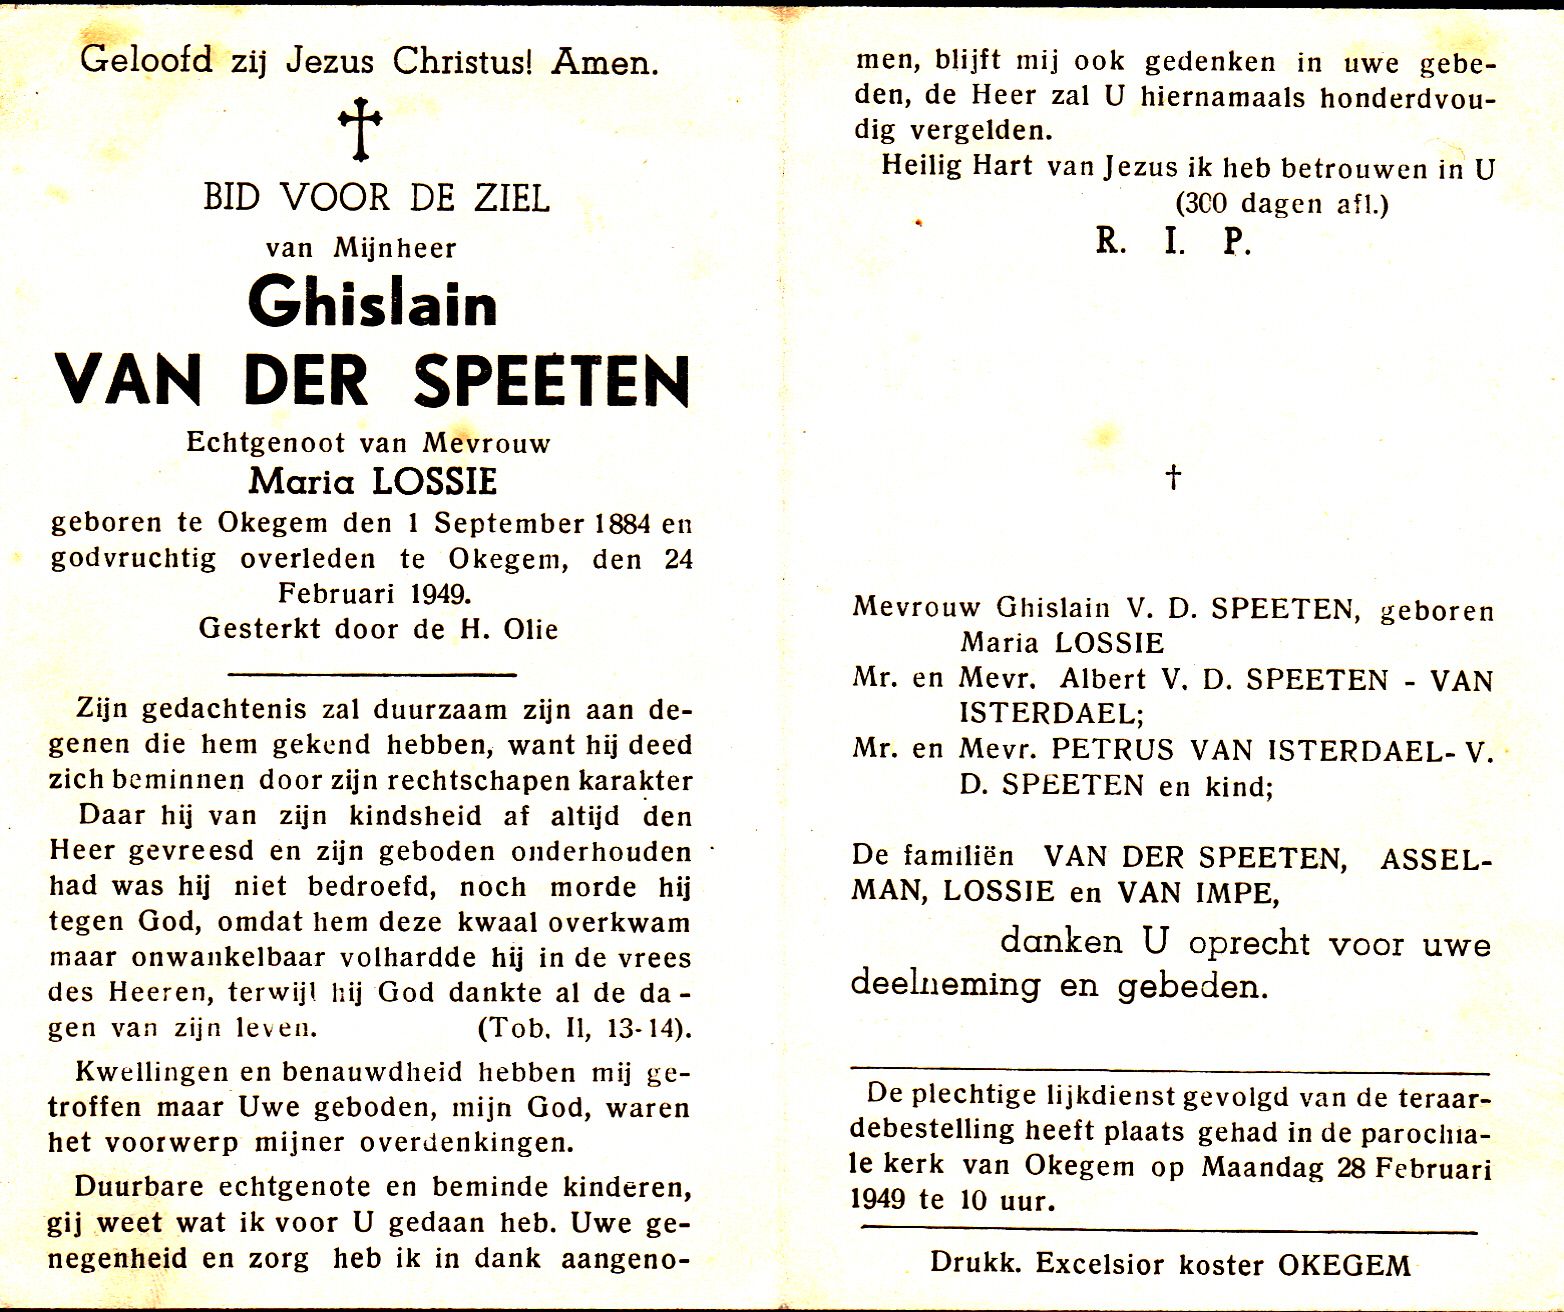 Geloofd zij Jezus Christus! Amen.
BID VOOR DE ZIEL
van Mijnheer
Ghislain
VAN DER SPEETEN
Echtgenoot van Mevrouw
Maria LOSSIE
geboren te Okegem den 1 September 1884 en
godvruchtig overleden te Okegem, den 24
Februari 1949.
Gesterkt door de H. Olie
Zijn gedachtenis zal duurzaam zijn aan de-
genen die hem gekend hebben, want hij deed
zich beminnen door zijn rechtschapen karakter
Daar hij van zijn kindsheid af altijd den
Heer gevreesd en zijn geboden onderhouden
had was hij niet bedroefd, noch morde hij
tegen God, omdat hem deze kwaal overkwam
maar onwankelbaar volhardde hij in de vrees
des Heeren, terwijl hij God dankte al de da-
gen van zijn leven. (Tob. II, 13-14).
Kwellingen en benauwdheid hebben mij ge-
troffen maar Uwe geboden, mijn God, waren
het voorwerp mijner overdenkingen.
Duurbare echtgenote en beminde kinderen,
gij weet wat ik voor U gedaan heb. Uwe ge-
negenheid en zorg heb ik in dank aangeno-
men, blijft mij ook gedenken in uwe gebe-
den, de Heer zal U hiernamaals honderdvou-
dig vergelden.
Heilig Hart van Jezus ik heb betrouwen in U
(300 dagen afl.)
R. I. P.
†
Mevrouw Ghislain V. D. SPEETEN, geboren
Maria LOSSIE
Mr. en Mevr. Albert V. D. SPEETEN - VAN
ISTERDAEL;
Mr. en Mevr. PETRUS VAN ISTERDAEL- V.
D. SPEETEN en kind;
De familiën VAN DER SPEETEN, ASSEL-
MAN, LOSSIE en VAN IMPE,
danken U oprecht voor uwe
deelneming en gebeden.
De plechtige lijkdienst gevolgd van de teraar-
debestelling heeft plaats gehad in de parochia-
le kerk van Okegem op Maandag 28 Februari
1949 te 10 uur.
Drukk. Excelsior koster OKEGEM